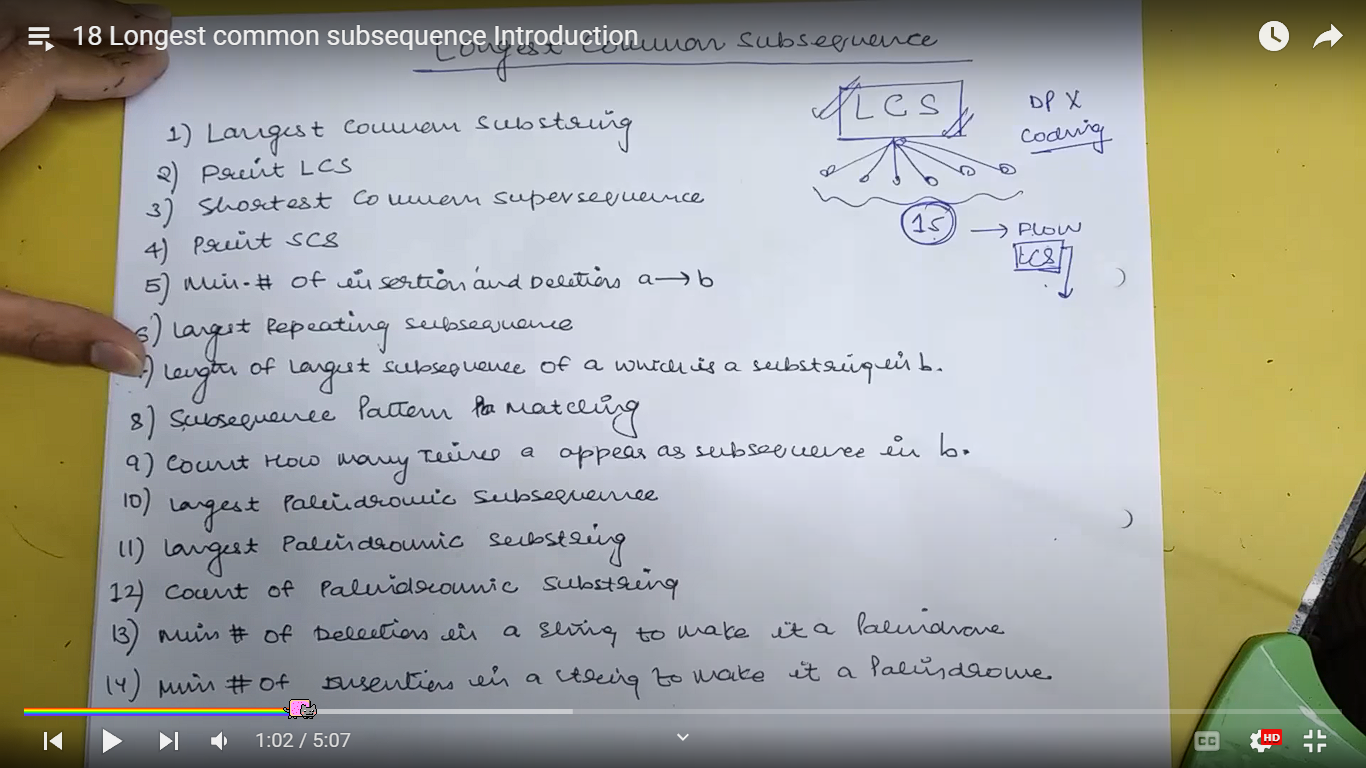 18 Longest common subsequence Introduction
Longest Common Subsequence
LCS
DP X
Coding
15 → FLOW
LCS
1) Largest Common Substring
2) Print LCS
3) Shortest Common supersequence
4) Print SCS
5) Min. # of insertion and Deletions a → b
6) Largest Repeating subsequence
7) Length of largest subsequence of a which is a substring in b.
8) Subsequence Pattern Matching
9) Count How many Times a appear as subsequence in b.
10) Largest Palindromic Subsequence
11) Largest Palindromic Substring
12) Count of Palindromic Substring
13) Min # of Deletion in a string to make it a Palindrome
14) Min # of Insertion in a string to make it a Palindrome.
1:02 / 5:07
CC
HD